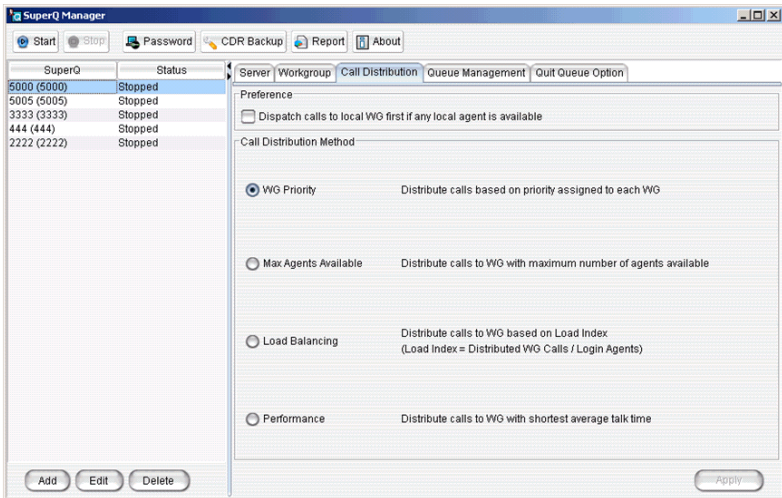 SuperQ Manager
Start Stop Password CDR Backup Report About
SuperQ Status
5000 (5000) Stopped
5005 (5005) Stopped
3333 (3333) Stopped
444 (444) Stopped
2222 (2222) Stopped
Server Workgroup Call Distribution Queue Management Quit Queue Option
Preference
Dispatch calls to local WG first if any local agent is available
Call Distribution Method
WG Priority Distribute calls based on priority assigned to each WG
Max Agents Available Distribute calls to WG with maximum number of agents available
Load Balancing Distribute calls to WG based on Load Index
(Load Index = Distributed WG Calls / Login Agents)
Performance Distribute calls to WG with shortest average talk time
Add Edit Delete Apply